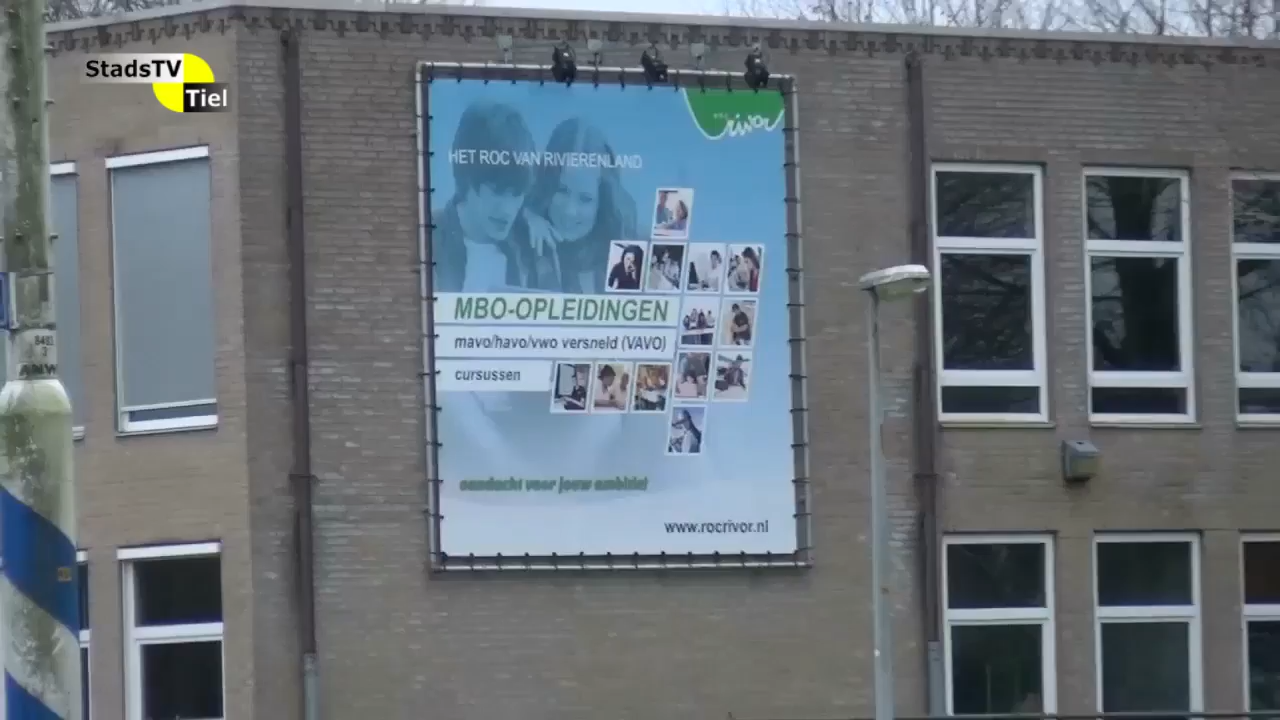 StadsTV
Tiel
rivor
HET ROC VAN RIVIERENLAND
MBO-OPLEIDINGEN
mavo/havo/vwo versneld (VAVO)
cursussen
aandacht voor jouw ambitie!
www.rocrivor.nl
ANW